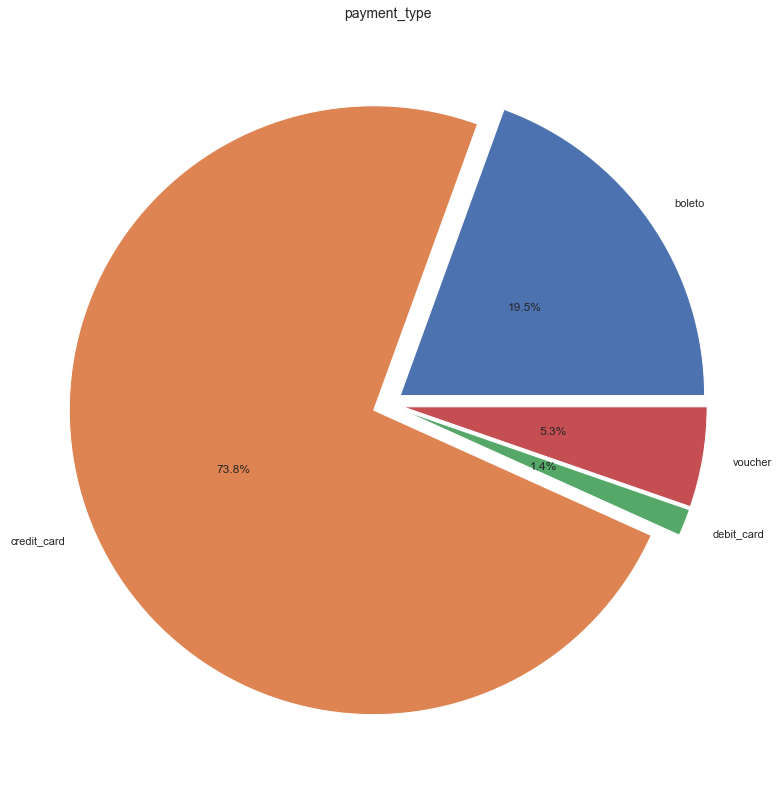 payment_type
boleto
19.5%
5.3%
voucher
1.4%
73.8%
debit_card
credit_card